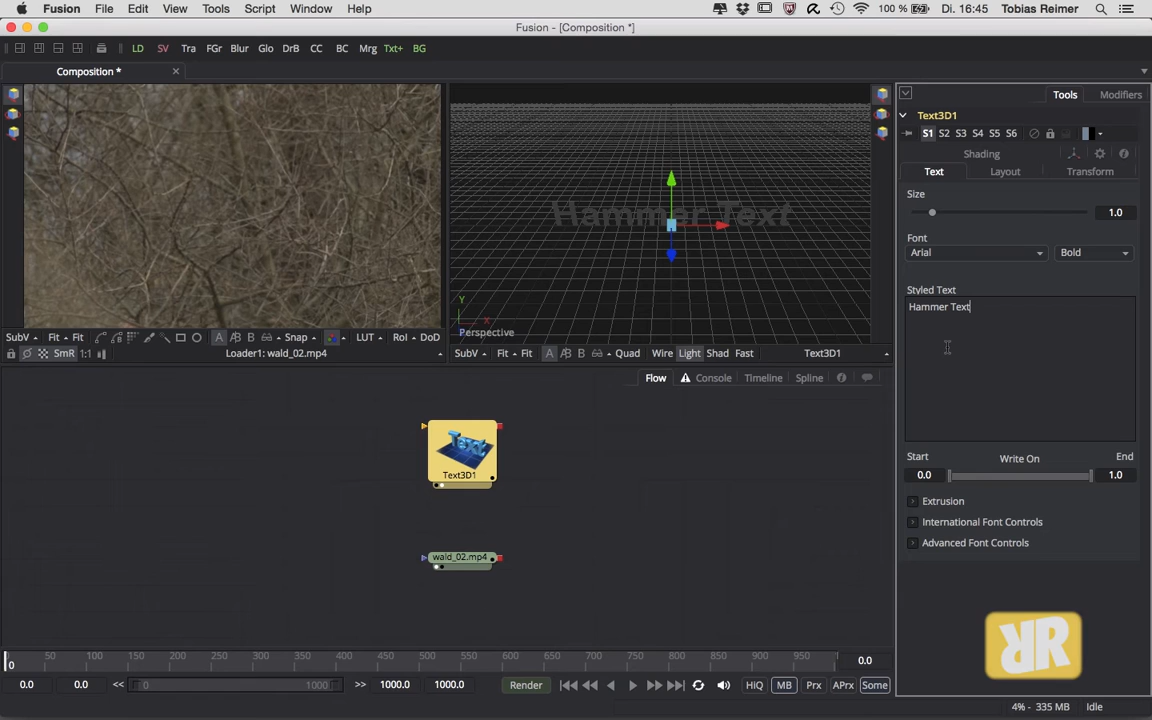 Fusion File Edit View Tools Script Window Help 100 % Di. 16:45 Tobias Reimer
Fusion - [Composition *]
LD SV Tra FGr Blur Glo DrB CC BC Mrg Txt+ BG
Composition *
Tools Modifiers
Text3D1
S1 S2 S3 S4 S5 S6
Shading
Text Layout Transform
Size
1.0
Font
Arial Bold
Styled Text
Hammer Text
Start Write On End
0.0 1.0
Extrusion
International Font Controls
Advanced Font Controls
Hammer Text
Y
X
Perspective
SubV Fit Fit A B Snap LUT RoI DoD
SmR 1:1 Loader1: wald_02.mp4
SubV Fit Fit A B Quad Wire Light Shad Fast Text3D1
Flow Console Timeline Spline
Text
Text3D1
wald_02.mp4
0 50 100 150 200 250 300 350 400 450 500 550 600 650 700 750 800 850 900 950 0.0
0.0 0.0 << 0 1000 >> 1000.0 1000.0 Render HiQ MB Prx APrx Some
4% - 335 MB Idle
RR